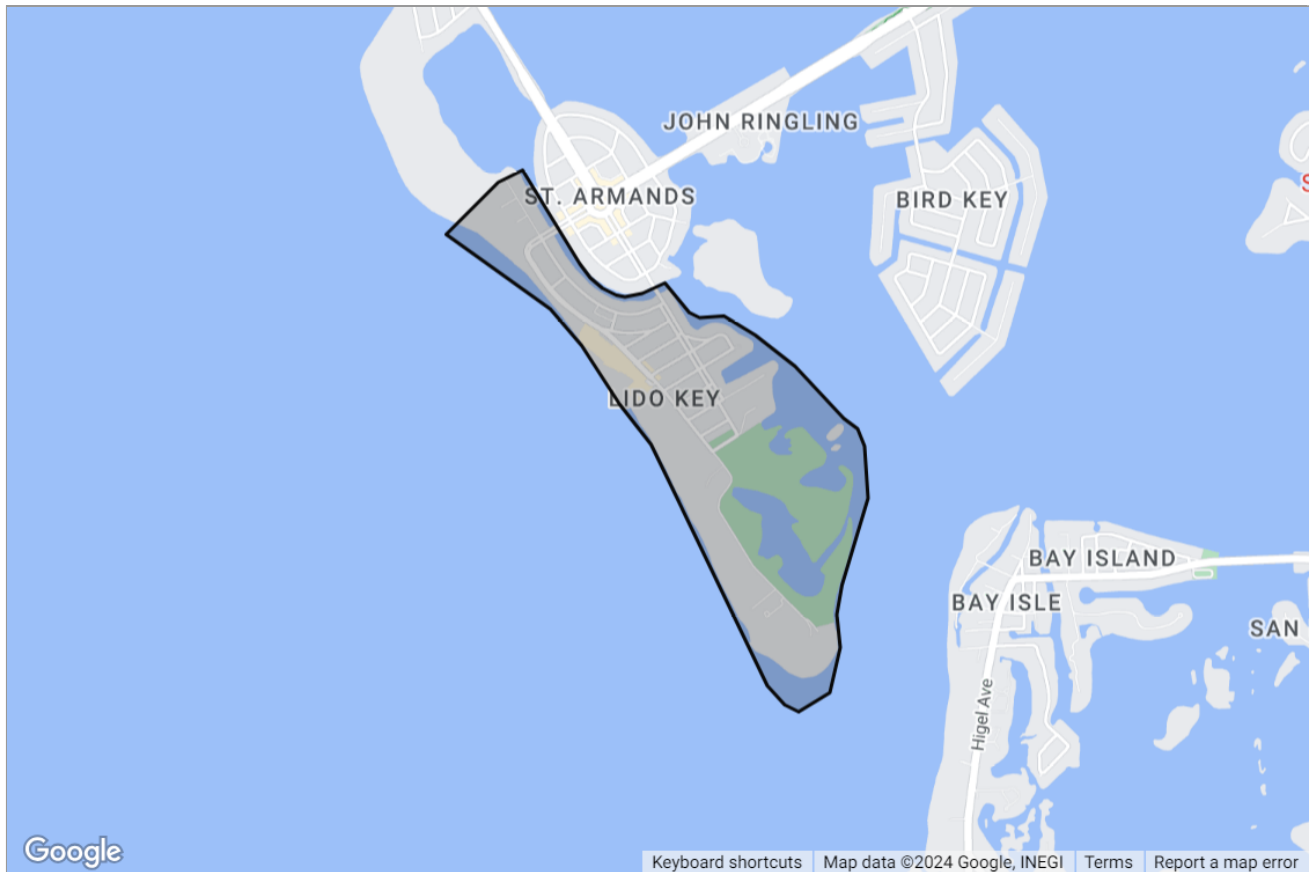 JOHN RINGLING
ST. ARMANDS
BIRD KEY
S
LIDO KEY
BAY ISLAND
BAY ISLE
SAN
Higel Ave
Google
Keyboard shortcuts
Map data ©2024 Google, INEGI
Terms
Report a map error